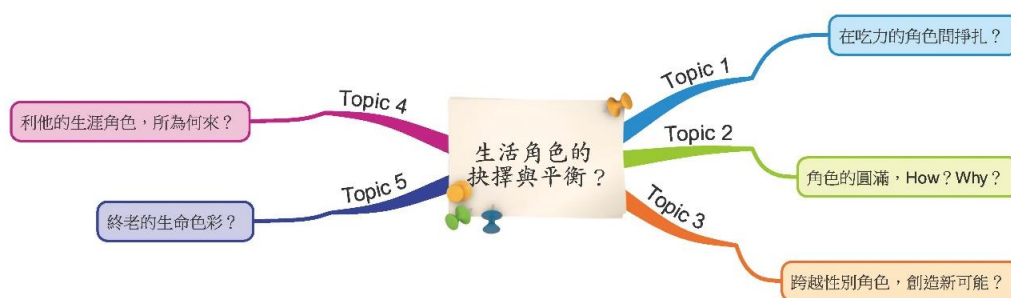 生活角色的
抉擇與平衡？
Topic 1
在吃力的角色間掙扎？
Topic 2
角色的圓滿，How？Why？
Topic 3
跨越性別角色，創造新可能？
Topic 4
利他的生涯角色，所為何來？
Topic 5
終老的生命色彩？